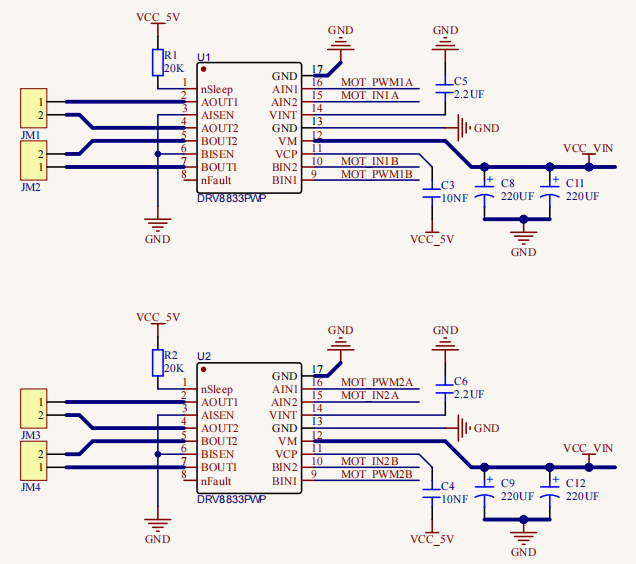 VCC_5V
GND
GND
R1
20K
U1
17
GND
1
nSleep
AIN1
16
MOT_PWM1A
C5
2.2UF
1
2
AOUT1
AIN2
15
MOT_IN1A
2
3
AISEN
VINT
14
JM1
4
AOUT2
GND
13
GND
5
BOUT2
VM
12
2
6
BISEN
VCP
11
VCC_VIN
1
7
BOUT1
BIN2
10
MOT_IN1B
JM2
8
nFault
BIN1
9
MOT_PWM1B
C3
10NF
+
C8
220UF
+
C11
220UF
DRV8833PWP
GND
VCC_5V
GND
VCC_5V
GND
GND
R2
20K
U2
17
GND
1
nSleep
AIN1
16
MOT_PWM2A
C6
2.2UF
1
2
AOUT1
AIN2
15
MOT_IN2A
2
3
AISEN
VINT
14
JM3
4
AOUT2
GND
13
GND
5
BOUT2
VM
12
2
6
BISEN
VCP
11
VCC_VIN
1
7
BOUT1
BIN2
10
MOT_IN2B
JM4
8
nFault
BIN1
9
MOT_PWM2B
C4
10NF
+
C9
220UF
+
C12
220UF
DRV8833PWP
GND
VCC_5V
GND